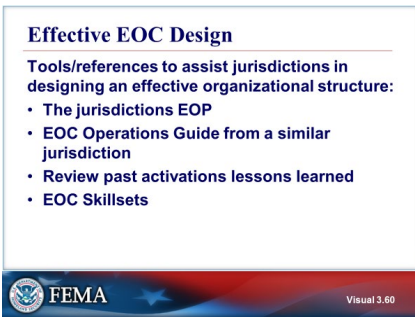 Effective EOC Design
Tools/references to assist jurisdictions in
designing an effective organizational structure:
• The jurisdictions EOP
• EOC Operations Guide from a similar
jurisdiction
• Review past activations lessons learned
• EOC Skillsets
FEMA
Visual 3.60